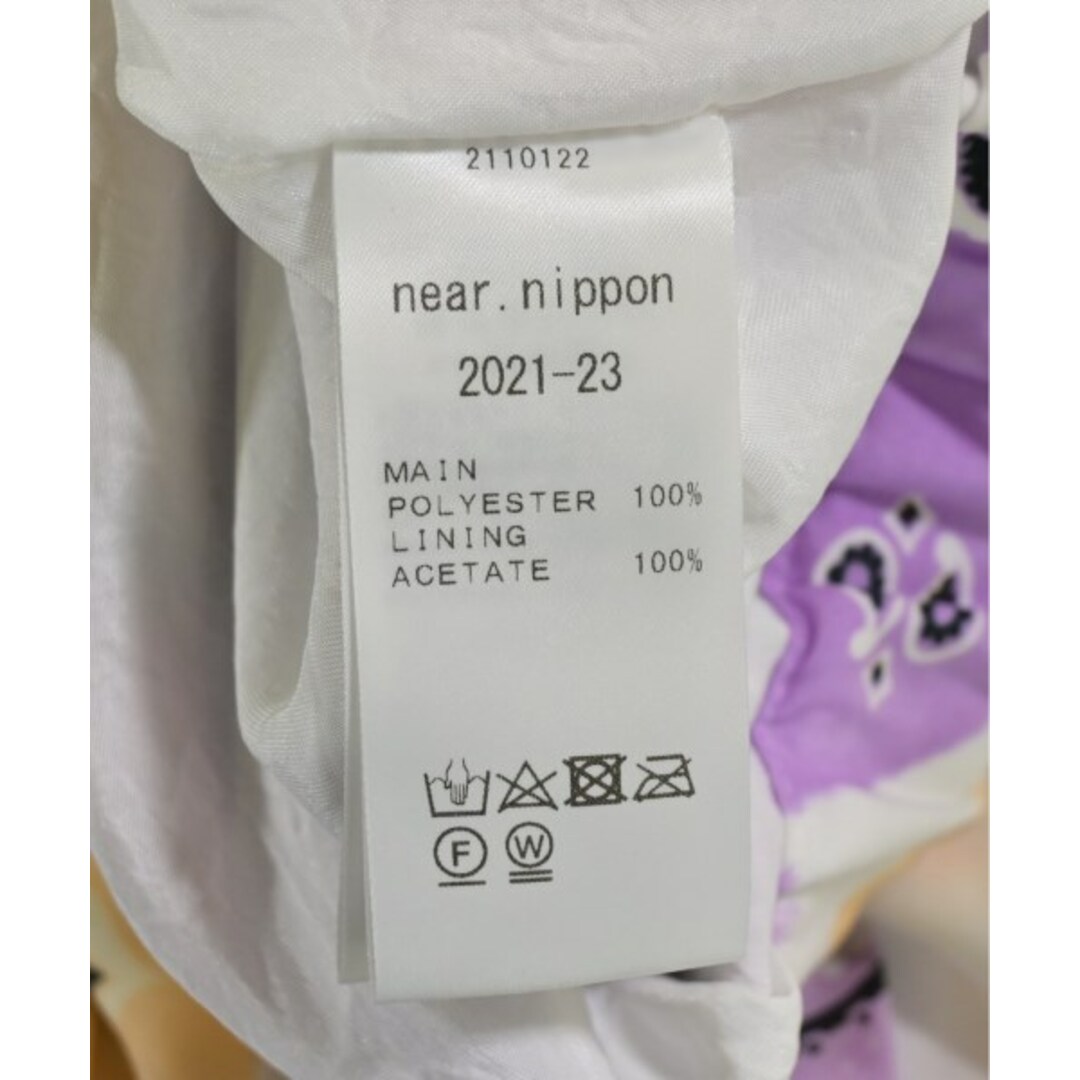 2110122
near.nippon
2021-23
MAIN
POLYESTER 100%
LINING
ACETATE 100%
F W